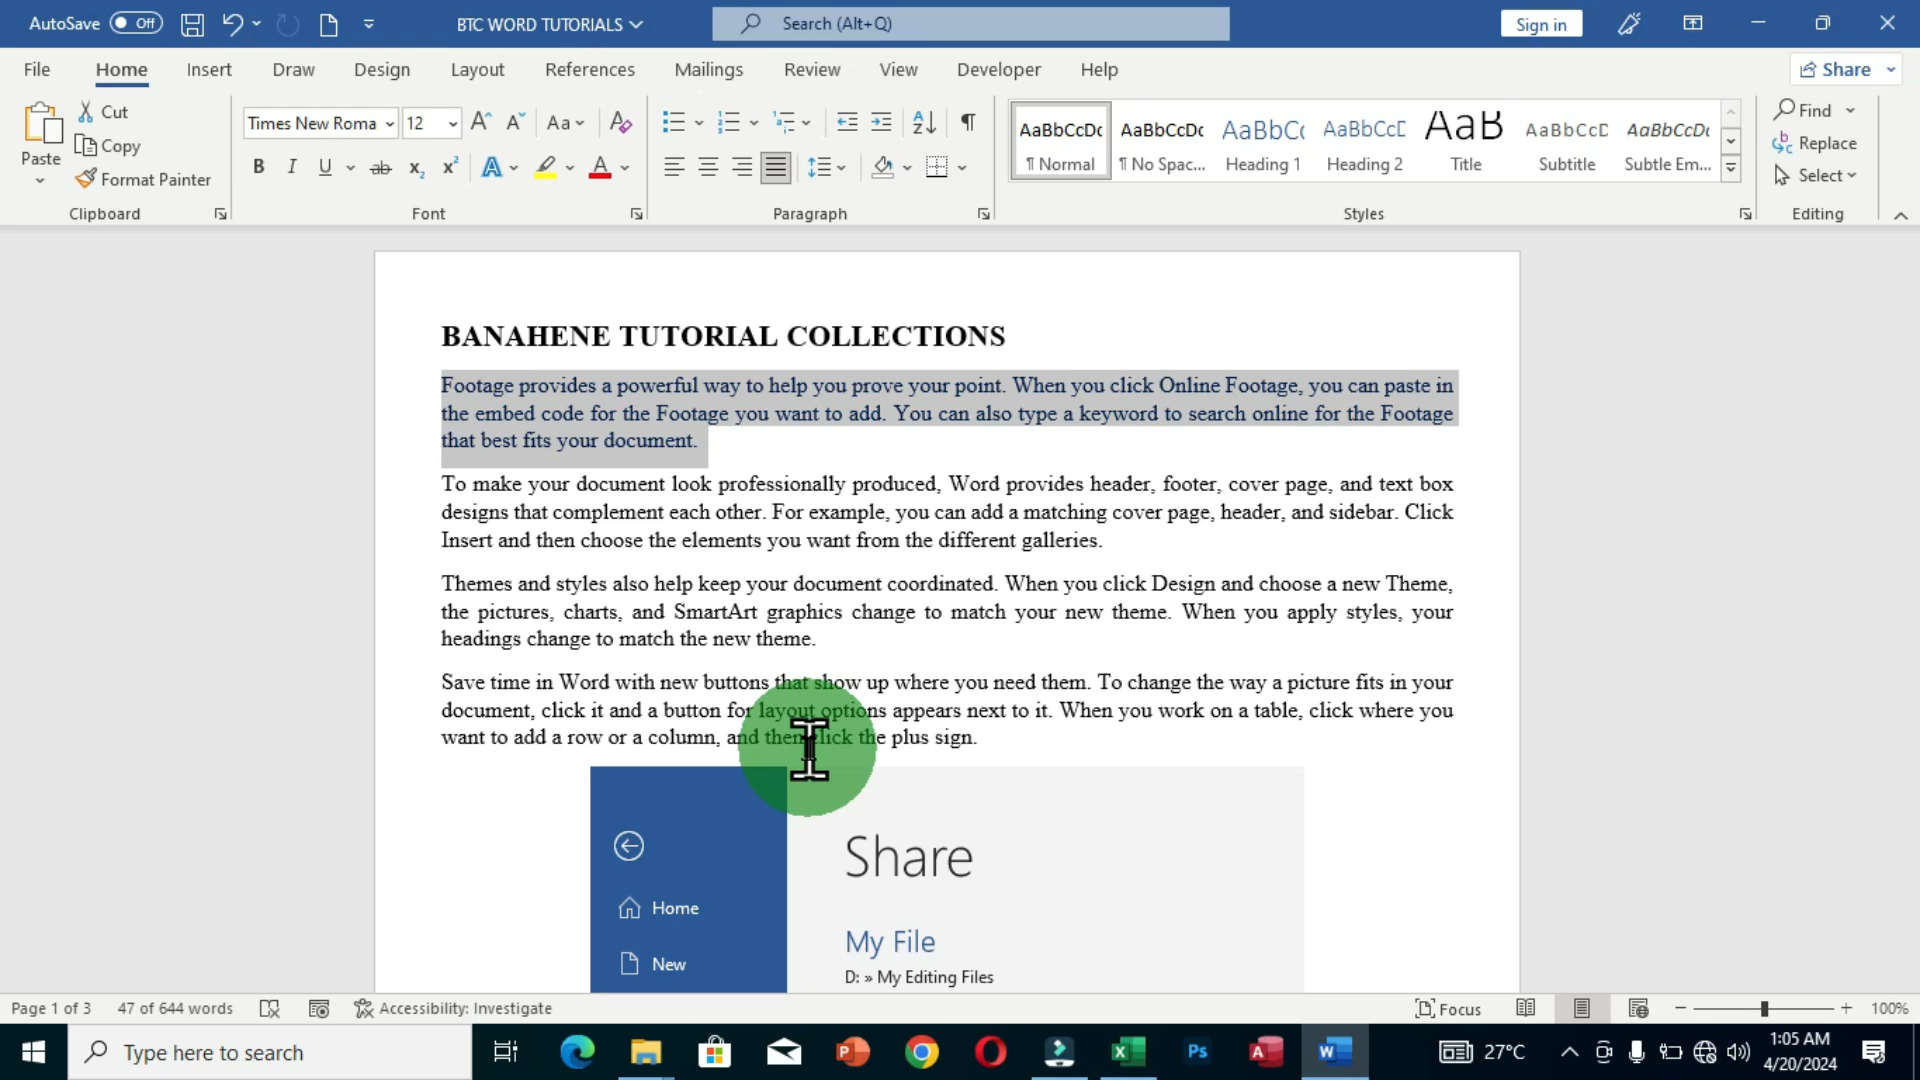 AutoSave Off BTC WORD TUTORIALS Search (Alt+Q) Sign in
File Home Insert Draw Design Layout References Mailings Review View Developer Help Share
Paste Cut
Copy
Format Painter
Clipboard
Times New Roma 12 Aa
B I U ab x₂ x² A A
Font
Paragraph
AaBbCcDc AaBbCcDc AaBbC( AaBbCcD AaB AaBbCcD AaBbCcDc
¶ Normal ¶ No Spac... Heading 1 Heading 2 Title Subtitle Subtle Em...
Styles
Find
Replace
Select
Editing
BANAHENE TUTORIAL COLLECTIONS
Footage provides a powerful way to help you prove your point. When you click Online Footage, you can paste in
the embed code for the Footage you want to add. You can also type a keyword to search online for the Footage
that best fits your document.
To make your document look professionally produced, Word provides header, footer, cover page, and text box
designs that complement each other. For example, you can add a matching cover page, header, and sidebar. Click
Insert and then choose the elements you want from the different galleries.
Themes and styles also help keep your document coordinated. When you click Design and choose a new Theme,
the pictures, charts, and SmartArt graphics change to match your new theme. When you apply styles, your
headings change to match the new theme.
Save time in Word with new buttons that show up where you need them. To change the way a picture fits in your
document, click it and a button for layout options appears next to it. When you work on a table, click where you
want to add a row or a column, and then click the plus sign.
Share
Home
My File
New
D: » My Editing Files
Page 1 of 3 47 of 644 words Accessibility: Investigate Focus 100%
Type here to search 27°C 1:05 AM
4/20/2024